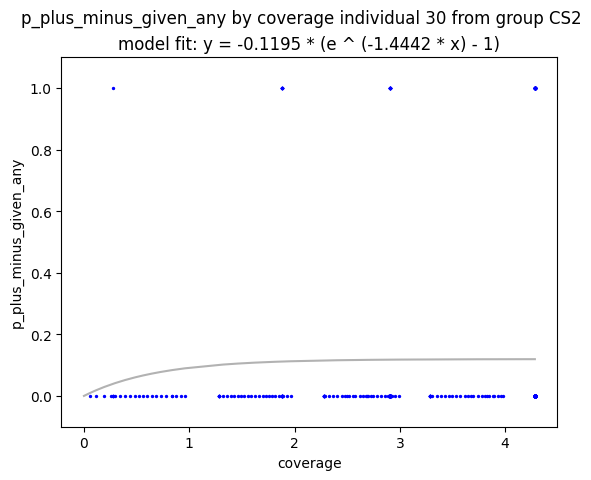 p_plus_minus_given_any by coverage individual 30 from group CS2
model fit: y = -0.1195 * (e ^ (-1.4442 * x) - 1)
1.0
0.8
0.6
0.4
0.2
0.0
p_plus_minus_given_any
0 1 2 3 4
coverage